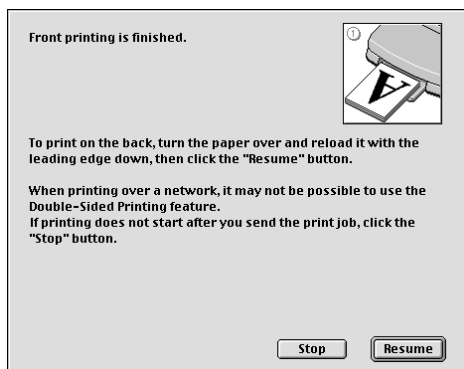 Front printing is finished.
①
A
To print on the back, turn the paper over and reload it with the
leading edge down, then click the "Resume" button.
When printing over a network, it may not be possible to use the
Double-Sided Printing feature.
If printing does not start after you send the print job, click the
"Stop" button.
Stop
Resume